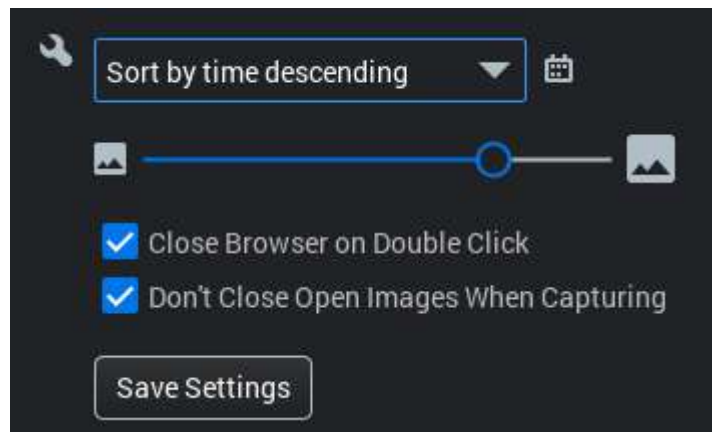 Sort by time descending
Close Browser on Double Click
Don't Close Open Images When Capturing
Save Settings